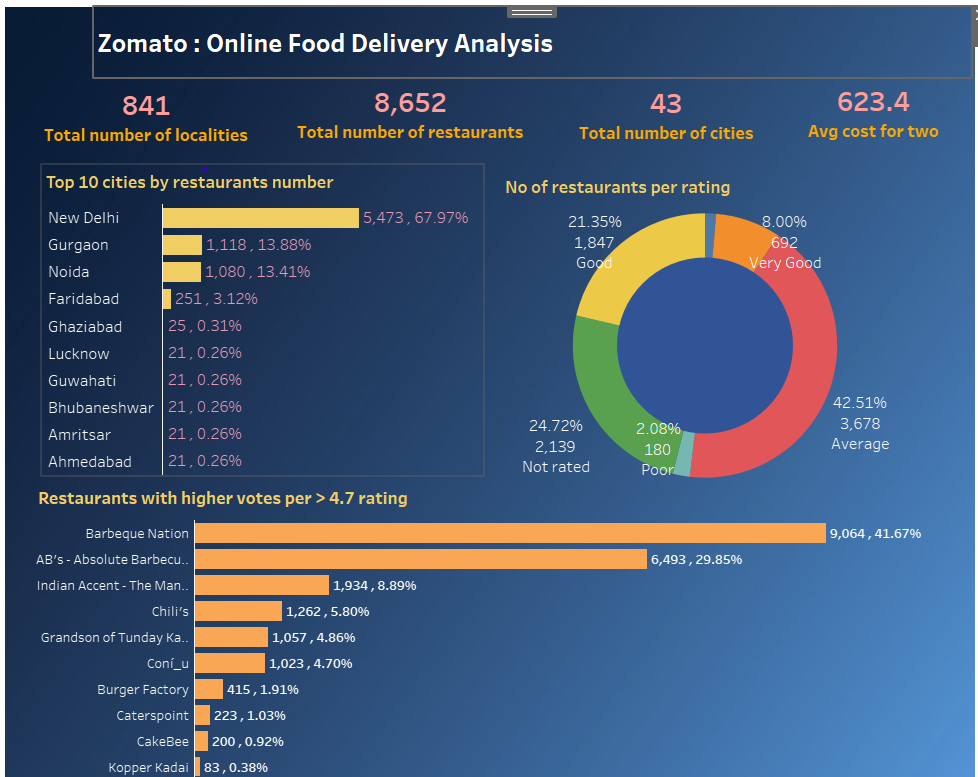 Zomato : Online Food Delivery Analysis
841
Total number of localities
8,652
Total number of restaurants
43
Total number of cities
623.4
Avg cost for two
Top 10 cities by restaurants number
New Delhi 5,473 , 67.97%
Gurgaon 1,118 , 13.88%
Noida 1,080 , 13.41%
Faridabad 251 , 3.12%
Ghaziabad 25 , 0.31%
Lucknow 21 , 0.26%
Guwahati 21 , 0.26%
Bhubaneshwar 21 , 0.26%
Amritsar 21 , 0.26%
Ahmedabad 21 , 0.26%
No of restaurants per rating
21.35%
1,847
Good
8.00%
692
Very Good
42.51%
3,678
Average
24.72%
2,139
Not rated
2.08%
180
Poor
Restaurants with higher votes per > 4.7 rating
Barbeque Nation 9,064 , 41.67%
AB's - Absolute Barbecu.. 6,493 , 29.85%
Indian Accent - The Man.. 1,934 , 8.89%
Chili's 1,262 , 5.80%
Grandson of Tunday Ka.. 1,057 , 4.86%
Coní_u 1,023 , 4.70%
Burger Factory 415 , 1.91%
Caterspoint 223 , 1.03%
CakeBee 200 , 0.92%
Kopper Kadai 83 , 0.38%